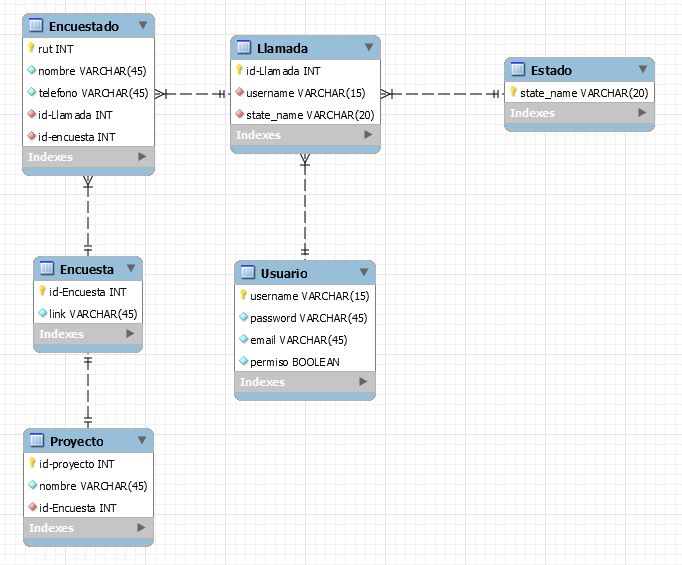 Encuestado
rut INT
nombre VARCHAR(45)
telefono VARCHAR(45)
id-Llamada INT
id-encuesta INT
Indexes
Llamada
id-Llamada INT
username VARCHAR(15)
state_name VARCHAR(20)
Indexes
Estado
state_name VARCHAR(20)
Indexes
Encuesta
id-Encuesta INT
link VARCHAR(45)
Indexes
Usuario
username VARCHAR(15)
password VARCHAR(45)
email VARCHAR(45)
permiso BOOLEAN
Indexes
Proyecto
id-proyecto INT
nombre VARCHAR(45)
id-Encuesta INT
Indexes